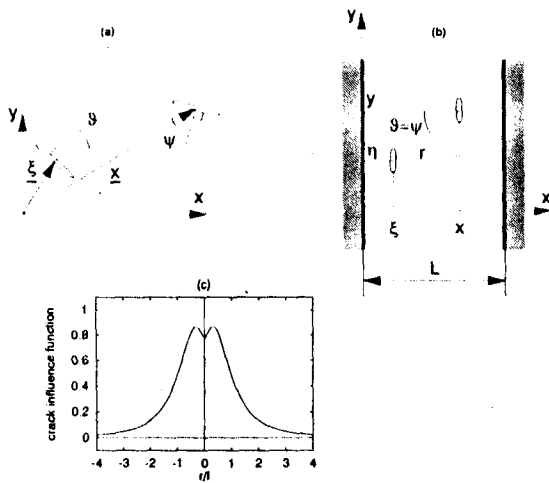 (a)
y
ϑ
ξ
x
ψ
x
(b)
y
y
ϑ=ψ
η
r
ξ
x
x
L
(c)
crack influence function
1
0.8
0.6
0.4
0.2
0
-4 -3 -2 -1 0 1 2 3 4
r/l